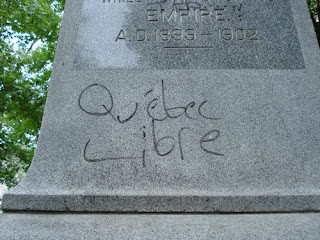 EMPIRE.
A.D. 1899 – 1902.
Québec
Libre